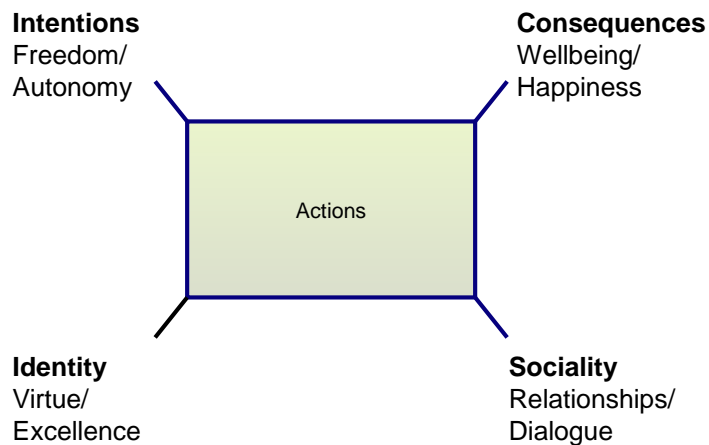 Intentions
Freedom/
Autonomy
Consequences
Wellbeing/
Happiness
Actions
Identity
Virtue/
Excellence
Sociality
Relationships/
Dialogue